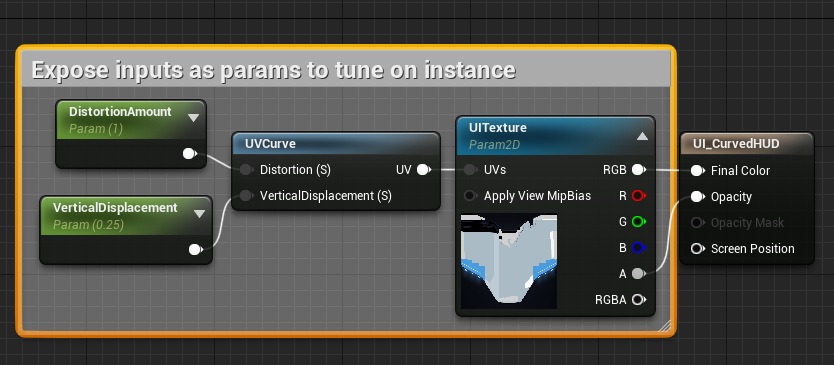 Expose inputs as params to tune on instance
DistortionAmount
Param (1)
VerticalDisplacement
Param (0.25)
UVCurve
Distortion (S)
UV
VerticalDisplacement (S)
UITexture
Param2D
UVs
RGB
Apply View MipBias
R
G
B
A
RGBA
UI_CurvedHUD
Final Color
Opacity
Opacity Mask
Screen Position